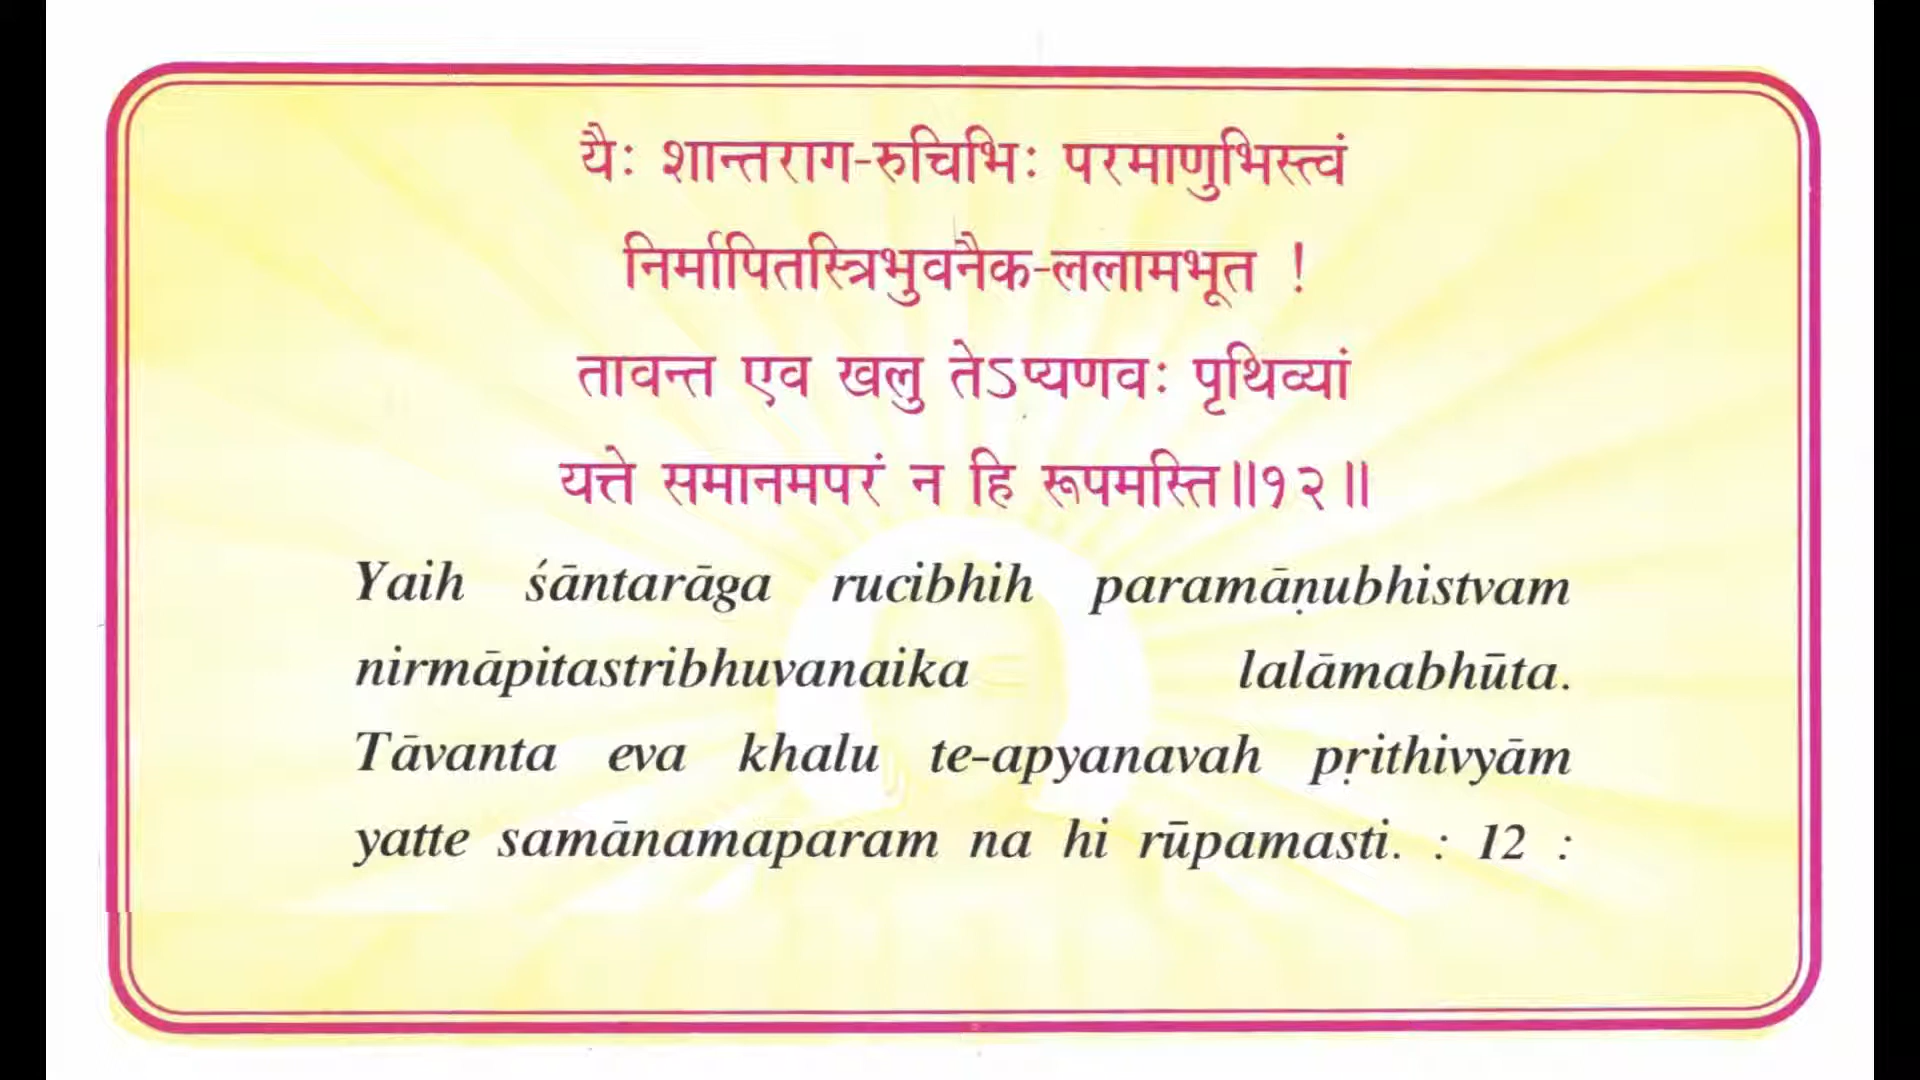 यैः शान्तराग-रुचिभिः परमाणुभिस्त्वं
निर्मापितस्त्रिभुवनैक-ललामभूत !
तावन्त एव खलु तेऽप्यणवः पृथिव्यां
यत्ते समानमपरं न हि रूपमस्ति॥१२॥
Yaih śāntarāga rucibhih paramāṇubhistvam
nirmāpitastribhuvanaika lalāmabhūta.
Tāvanta eva khalu te-apyanavah pṛithivyām
yatte samānamaparam na hi rūpamasti. : 12 :